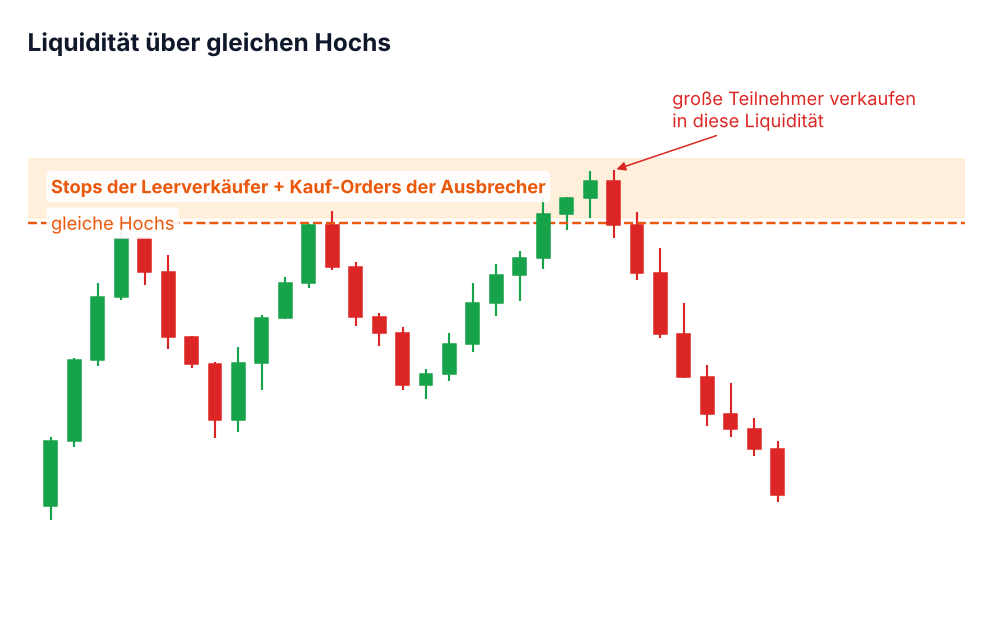 Liquidität über gleichen Hochs
große Teilnehmer verkaufen
in diese Liquidität
Stops der Leerverkäufer + Kauf-Orders der Ausbrecher
gleiche Hochs